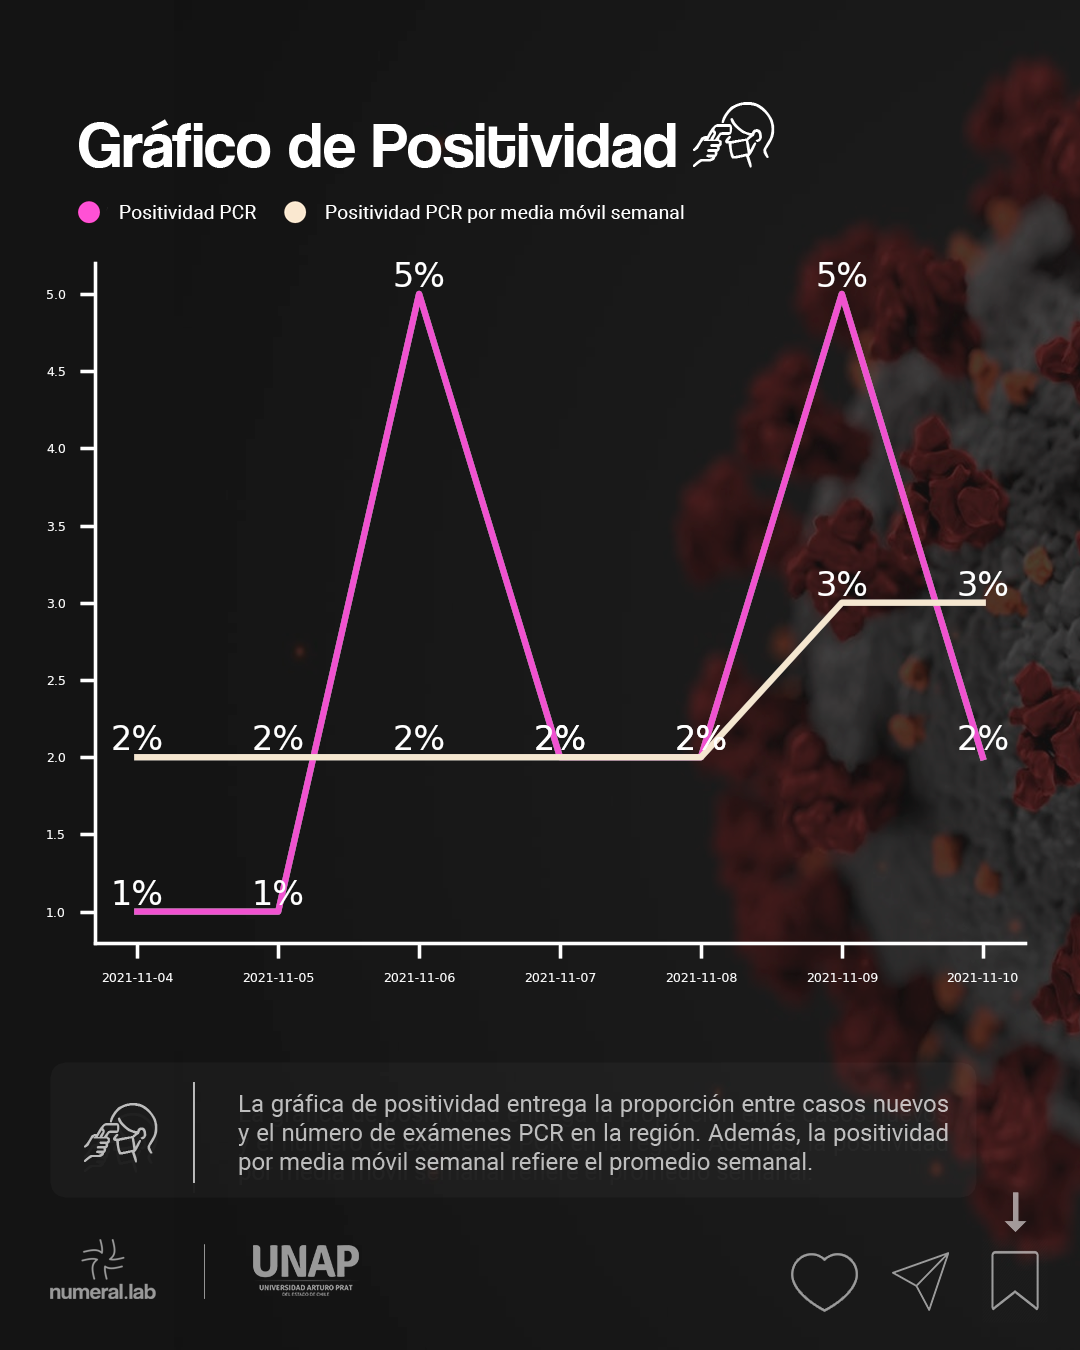 Gráfico de Positividad
Positividad PCR
Positividad PCR por media móvil semanal
5.0
4.5
4.0
3.5
3.0
2.5
2.0
1.5
1.0
5%
5%
3%
3%
2%
2%
2%
2%
2%
2%
1%
1%
2021-11-04
2021-11-05
2021-11-06
2021-11-07
2021-11-08
2021-11-09
2021-11-10
La gráfica de positividad entrega la proporción entre casos nuevos
y el número de exámenes PCR en la región. Además, la positividad
por media móvil semanal refiere el promedio semanal.
numeral.lab
UNAP
UNIVERSIDAD ARTURO PRAT
DEL ESTADO DE CHILE